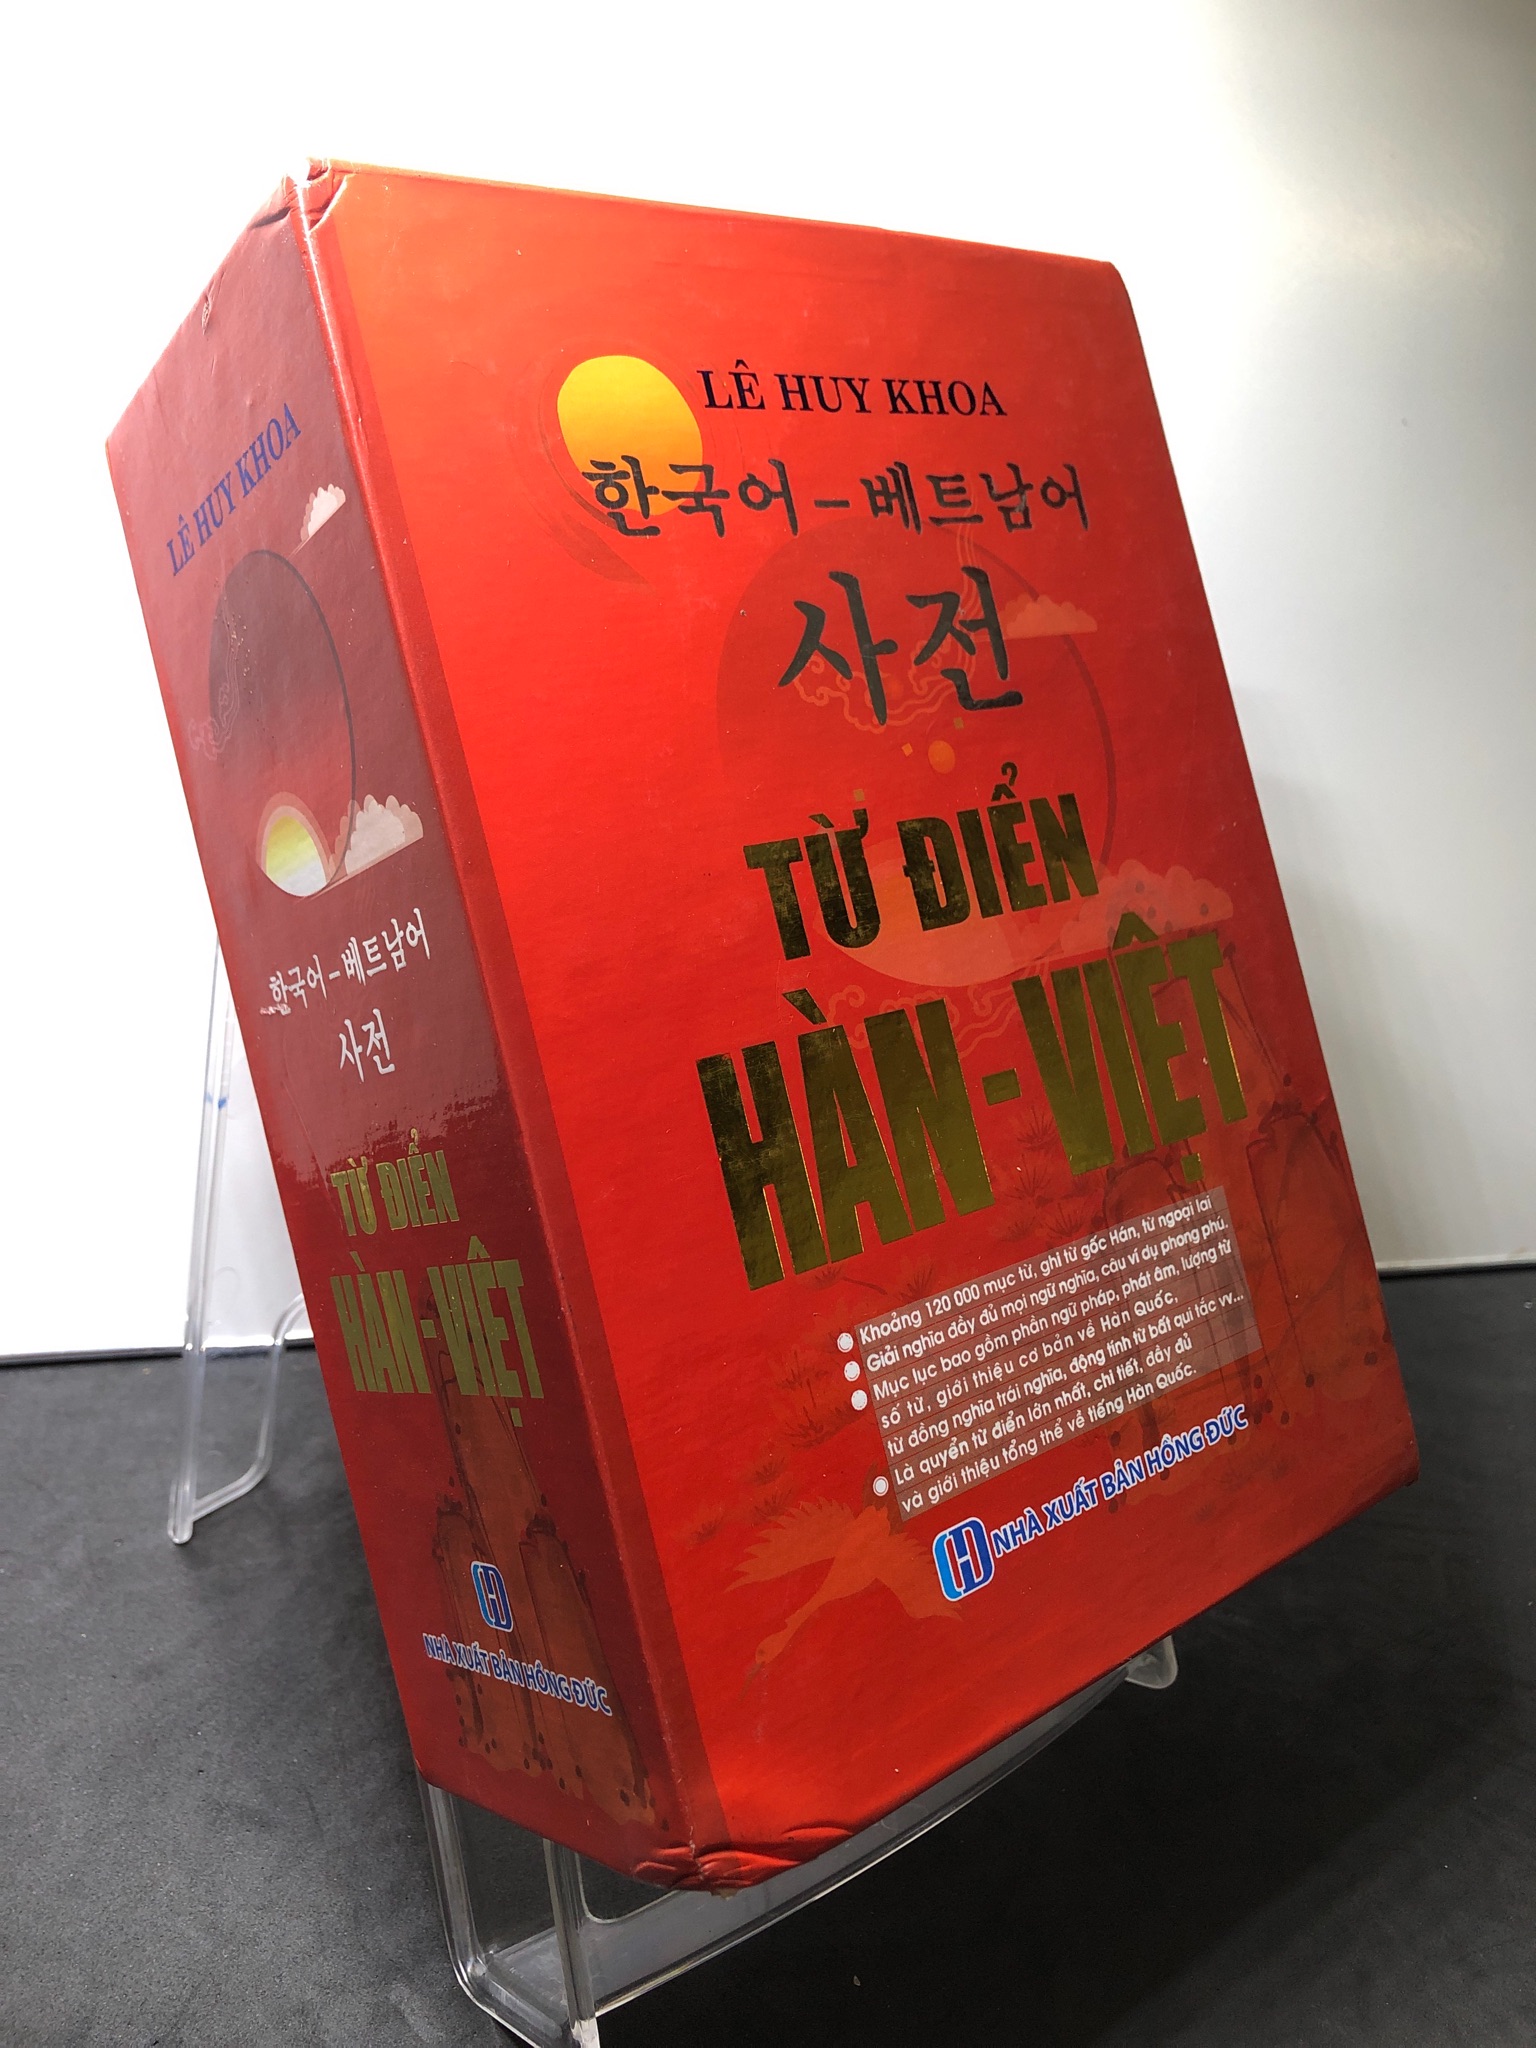 LÊ HUY KHOA
한국어 – 베트남어
사전
TỪ ĐIỂN
HÀN-VIỆT
LÊ HUY KHOA
한국어 – 베트남어
사전
TỪ ĐIỂN
HÀN-VIỆT
Khoảng 120 000 mục từ, ghi từ gốc Hán, từ ngoại lai
Giải nghĩa đầy đủ mọi ngữ nghĩa, câu ví dụ phong phú.
Mục lục bao gồm phần ngữ pháp, phát âm, lượng từ
số từ, giới thiệu cơ bản về Hàn Quốc,
từ đồng nghĩa trái nghĩa, động tính từ bất qui tắc vv...
Là quyển từ điển lớn nhất, chi tiết, đầy đủ
và giới thiệu tổng thể về tiếng Hàn Quốc.
NHÀ XUẤT BẢN HỒNG ĐỨC
NHÀ XUẤT BẢN HỒNG ĐỨC